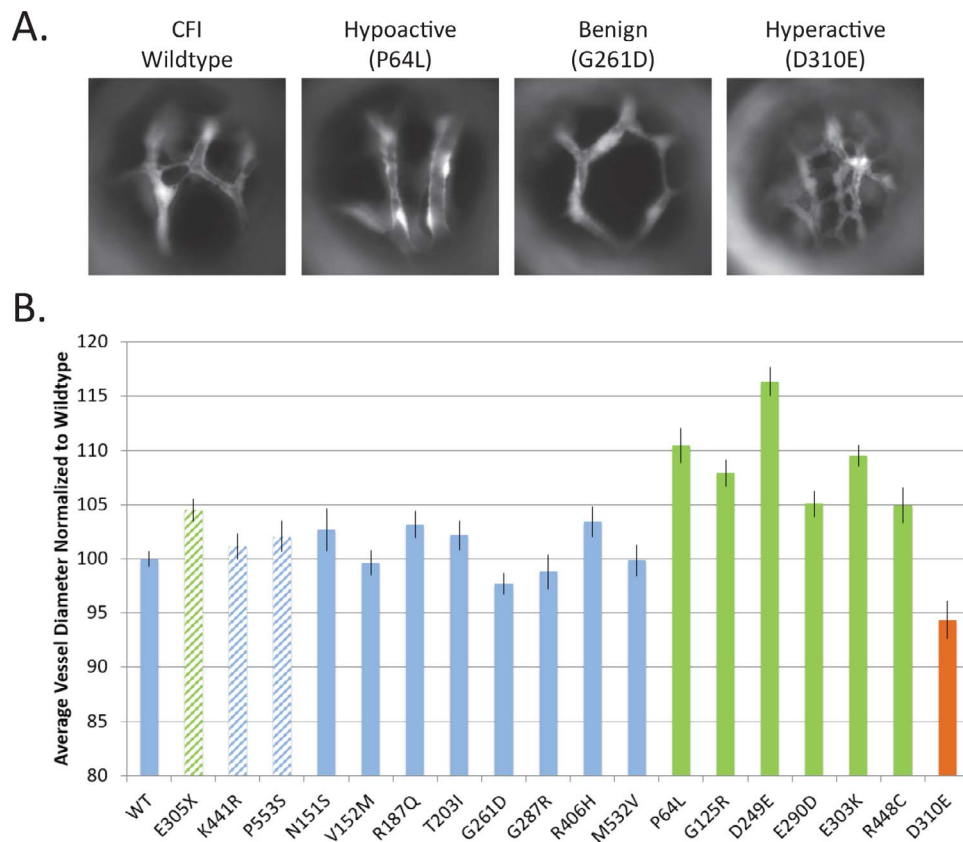 A.
CFI
Wildtype
Hypoactive
(P64L)
Benign
(G261D)
Hyperactive
(D310E)
B.
Average Vessel Diameter Normalized to Wildtype
120
115
110
105
100
95
90
85
80
WT
E305X
K441R
P553S
N151S
V152M
R187Q
T203I
G261D
G287R
R406H
M532V
P64L
G125R
D249E
E290D
E303K
R448C
D310E